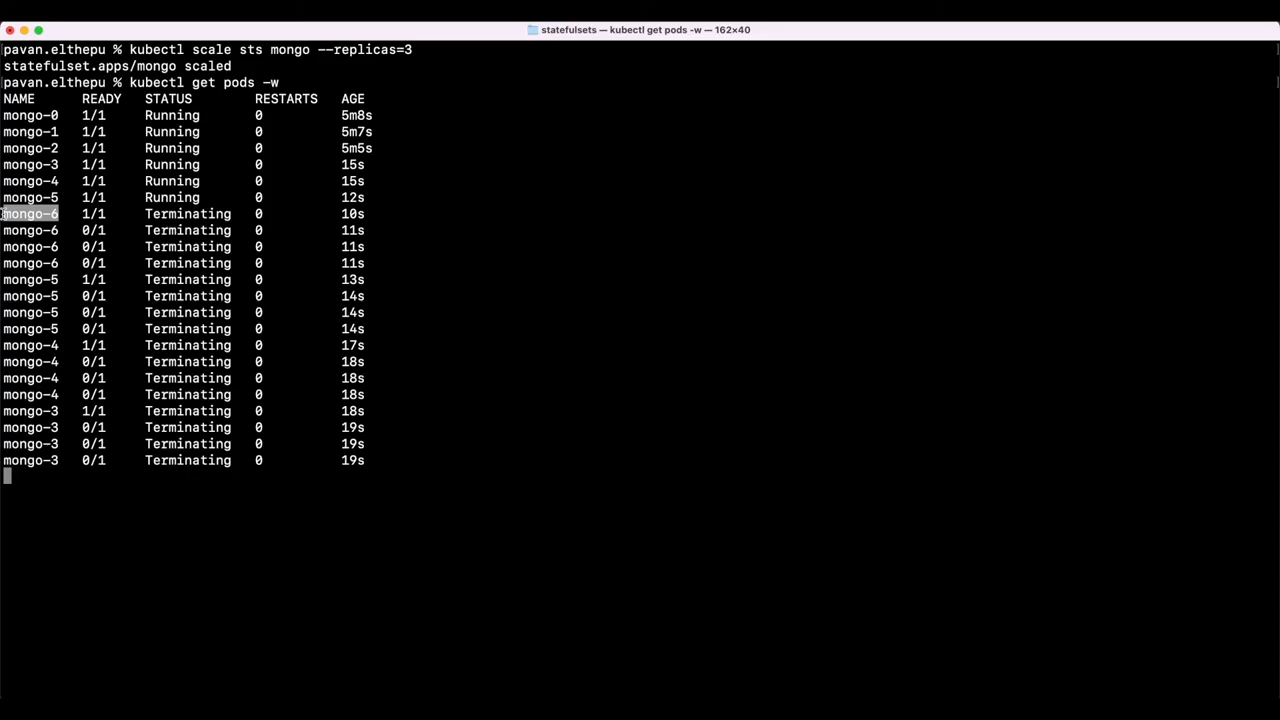 statefulsets — kubectl get pods -w — 162×40
pavan.elthepu % kubectl scale sts mongo --replicas=3
statefulset.apps/mongo scaled
pavan.elthepu % kubectl get pods -w
NAME READY STATUS RESTARTS AGE
mongo-0 1/1 Running 0 5m8s
mongo-1 1/1 Running 0 5m7s
mongo-2 1/1 Running 0 5m5s
mongo-3 1/1 Running 0 15s
mongo-4 1/1 Running 0 15s
mongo-5 1/1 Running 0 12s
mongo-6 1/1 Terminating 0 10s
mongo-6 0/1 Terminating 0 11s
mongo-6 0/1 Terminating 0 11s
mongo-6 0/1 Terminating 0 11s
mongo-5 1/1 Terminating 0 13s
mongo-5 0/1 Terminating 0 14s
mongo-5 0/1 Terminating 0 14s
mongo-5 0/1 Terminating 0 14s
mongo-4 1/1 Terminating 0 17s
mongo-4 0/1 Terminating 0 18s
mongo-4 0/1 Terminating 0 18s
mongo-4 0/1 Terminating 0 18s
mongo-3 1/1 Terminating 0 18s
mongo-3 0/1 Terminating 0 19s
mongo-3 0/1 Terminating 0 19s
mongo-3 0/1 Terminating 0 19s